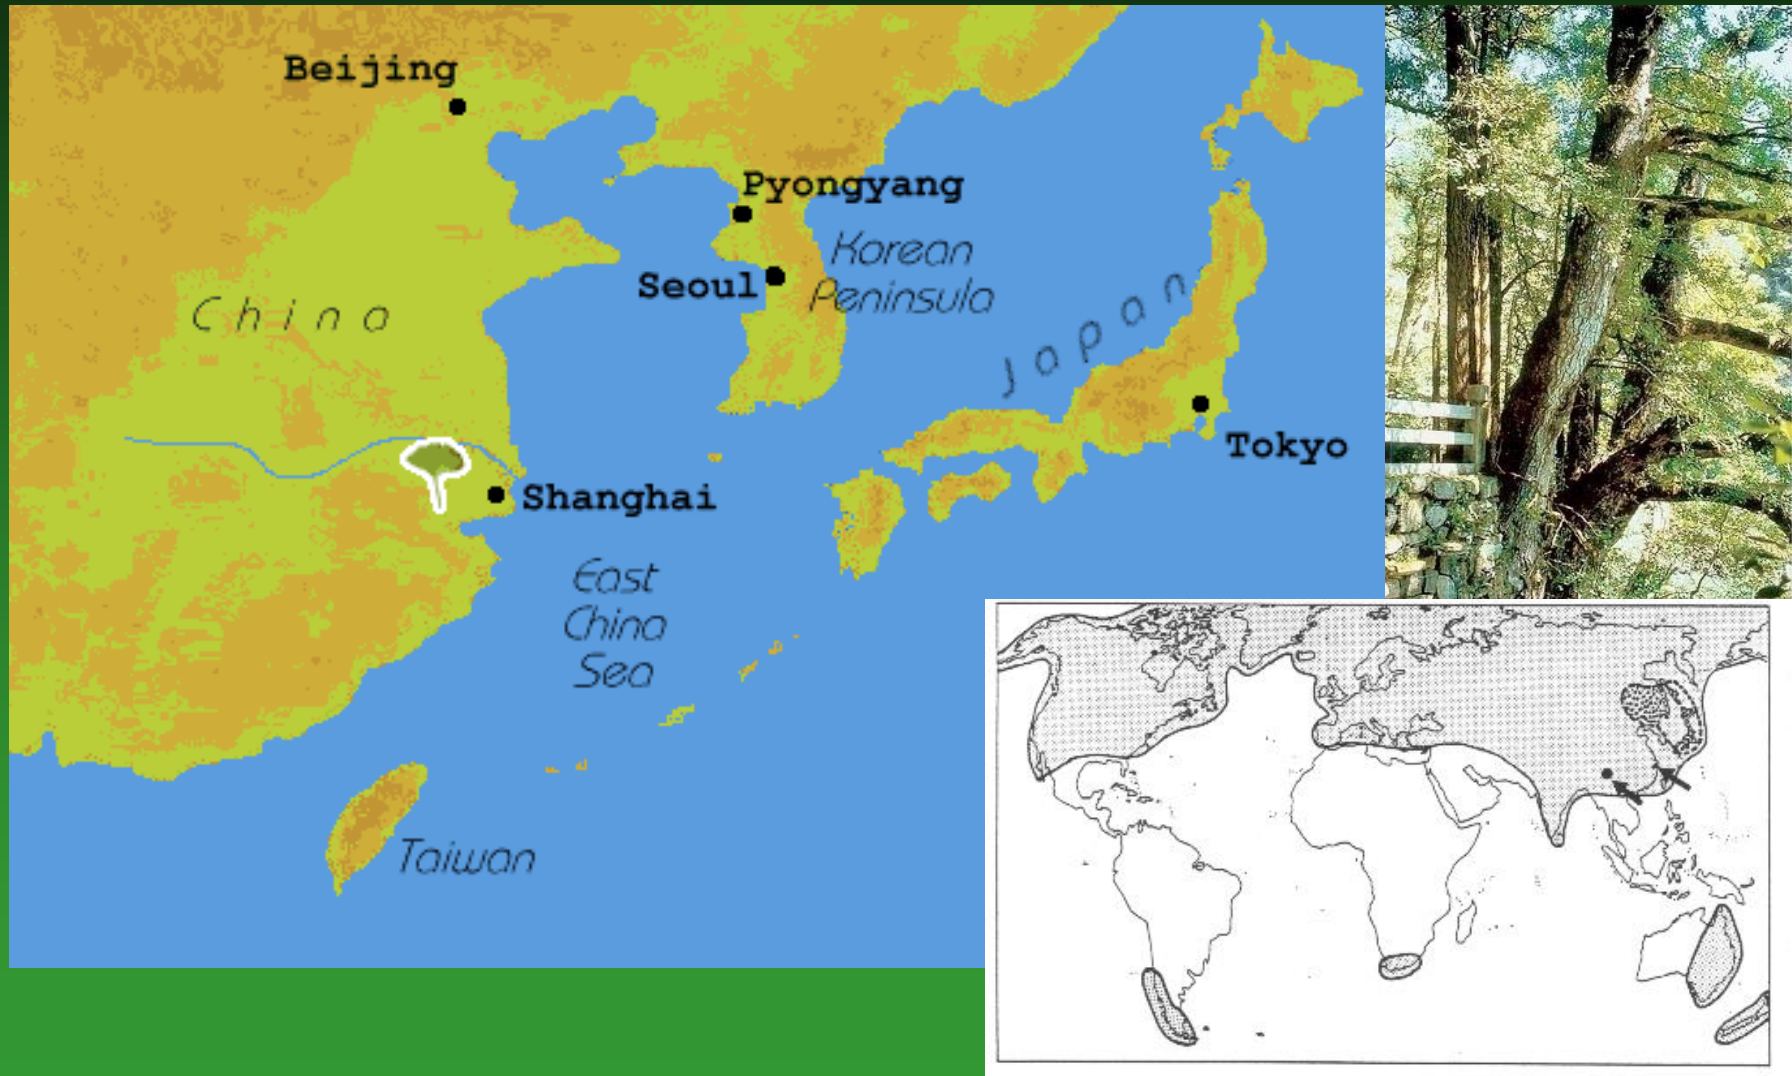 Beijing
Pyongyang
Korean
Peninsula
Seoul
China
Japan
Tokyo
Shanghai
East
China
Sea
Taiwan